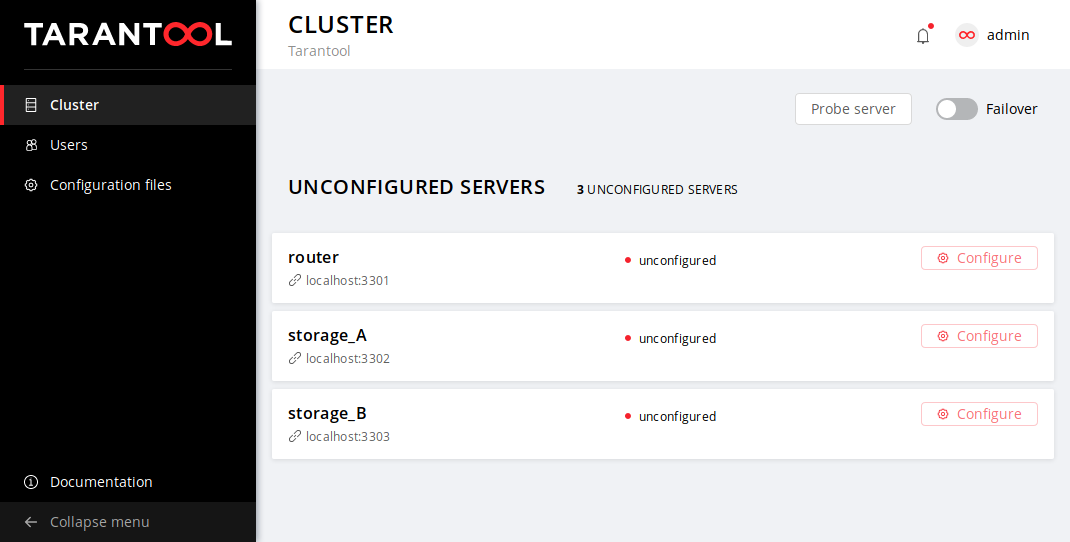 TARANTOOL
Cluster
Users
Configuration files
Documentation
Collapse menu
CLUSTER
Tarantool
admin
Probe server
Failover
UNCONFIGURED SERVERS
3 UNCONFIGURED SERVERS
router
localhost:3301
unconfigured
Configure
storage_A
localhost:3302
unconfigured
Configure
storage_B
localhost:3303
unconfigured
Configure